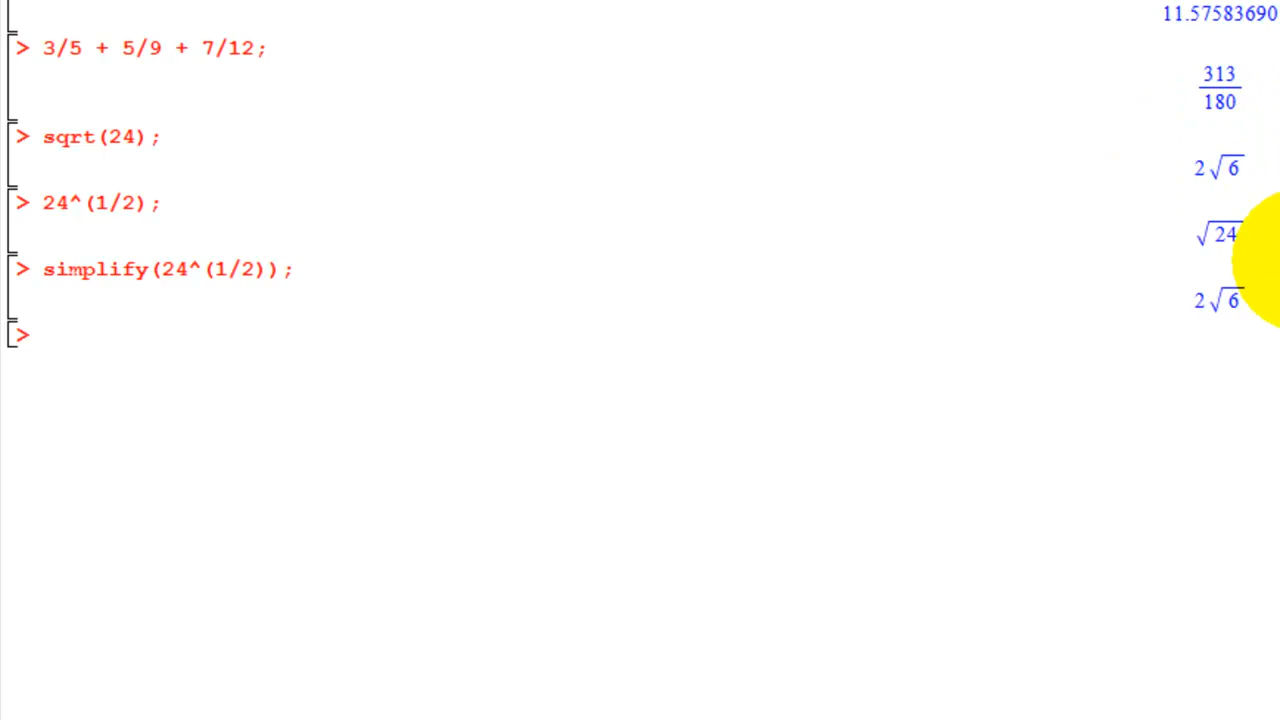 11.57583690
> 3/5 + 5/9 + 7/12;
313
180
> sqrt(24);
2√6
> 24^(1/2);
√24
> simplify(24^(1/2));
2√6
>